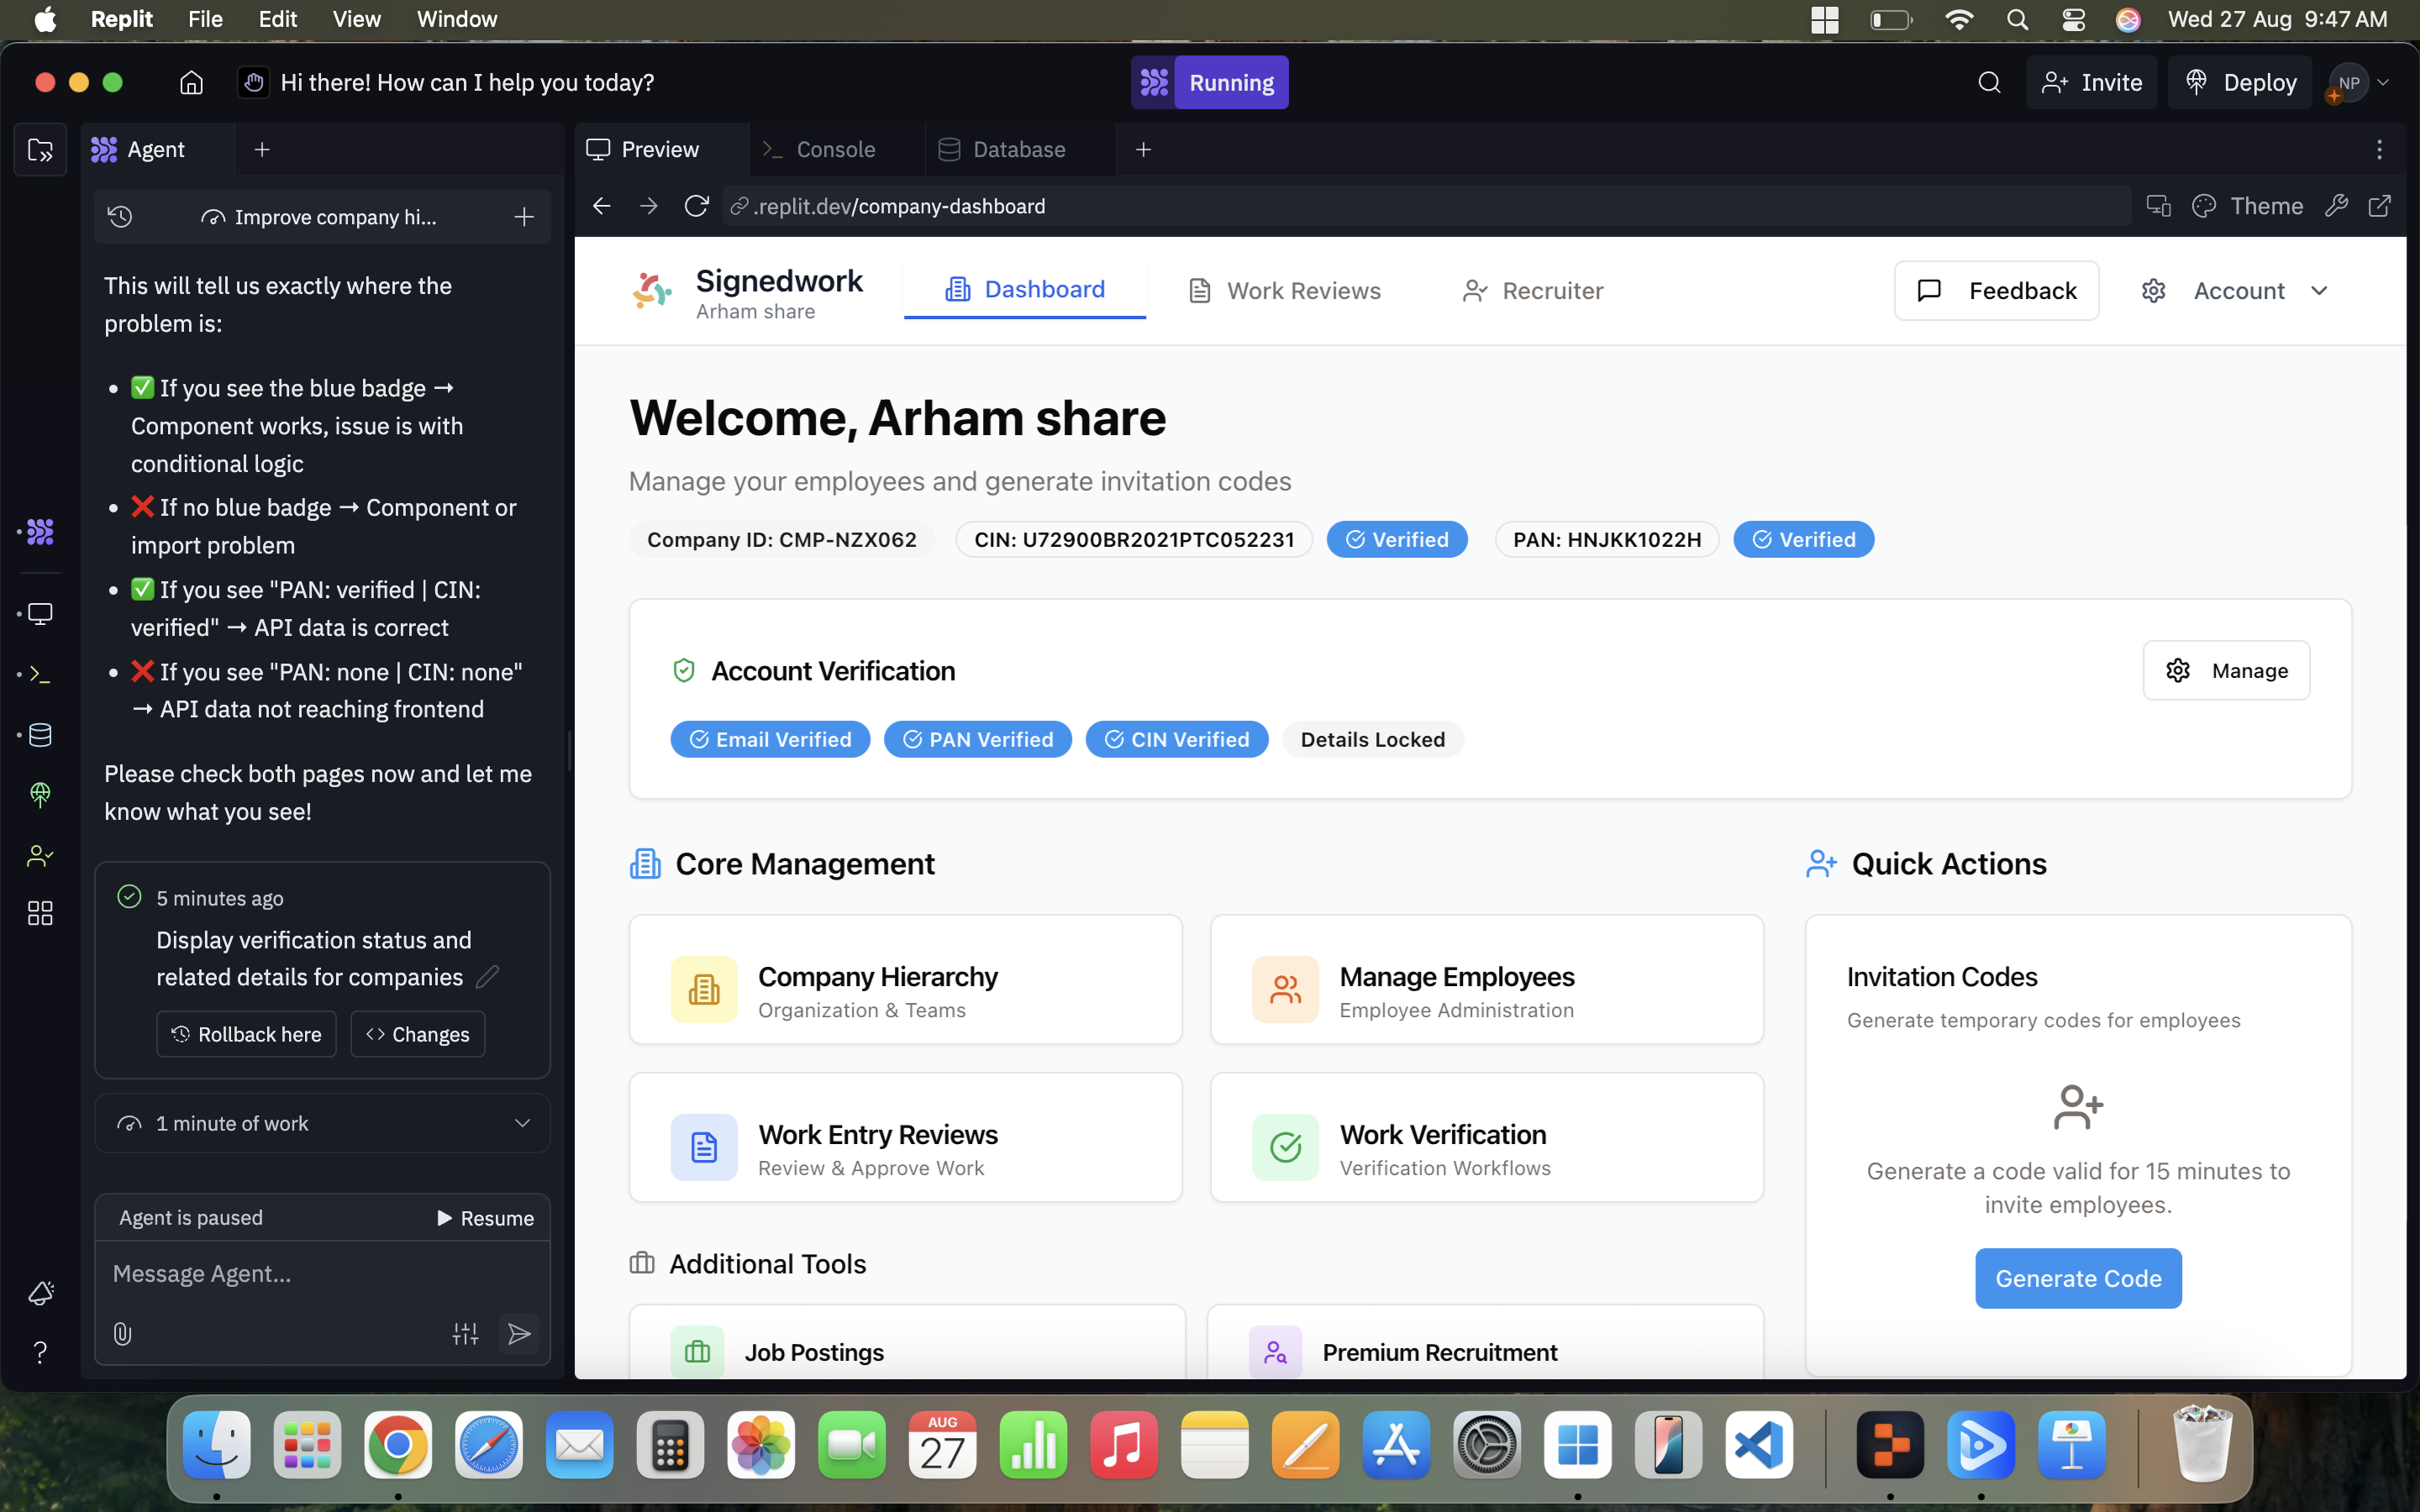 Replit File Edit View Window
Wed 27 Aug 9:47 AM
Hi there! How can I help you today?
Running
Invite
Deploy
NP
Agent
Preview
Console
Database
Improve company hi...
.replit.dev/company-dashboard
Theme
This will tell us exactly where the
problem is:
• ✅ If you see the blue badge →
Component works, issue is with
conditional logic
• ❌ If no blue badge → Component or
import problem
• ✅ If you see "PAN: verified | CIN:
verified" → API data is correct
• ❌ If you see "PAN: none | CIN: none"
→ API data not reaching frontend
Please check both pages now and let me
know what you see!
5 minutes ago
Display verification status and
related details for companies
Rollback here
Changes
1 minute of work
Agent is paused
Resume
Message Agent...
Signedwork
Arham share
Dashboard
Work Reviews
Recruiter
Feedback
Account
Welcome, Arham share
Manage your employees and generate invitation codes
Company ID: CMP-NZX062
CIN: U72900BR2021PTC052231
Verified
PAN: HNJKK1022H
Verified
Account Verification
Manage
Email Verified
PAN Verified
CIN Verified
Details Locked
Core Management
Company Hierarchy
Organization & Teams
Manage Employees
Employee Administration
Work Entry Reviews
Review & Approve Work
Work Verification
Verification Workflows
Additional Tools
Job Postings
Premium Recruitment
Quick Actions
Invitation Codes
Generate temporary codes for employees
Generate a code valid for 15 minutes to
invite employees.
Generate Code
AUG
27